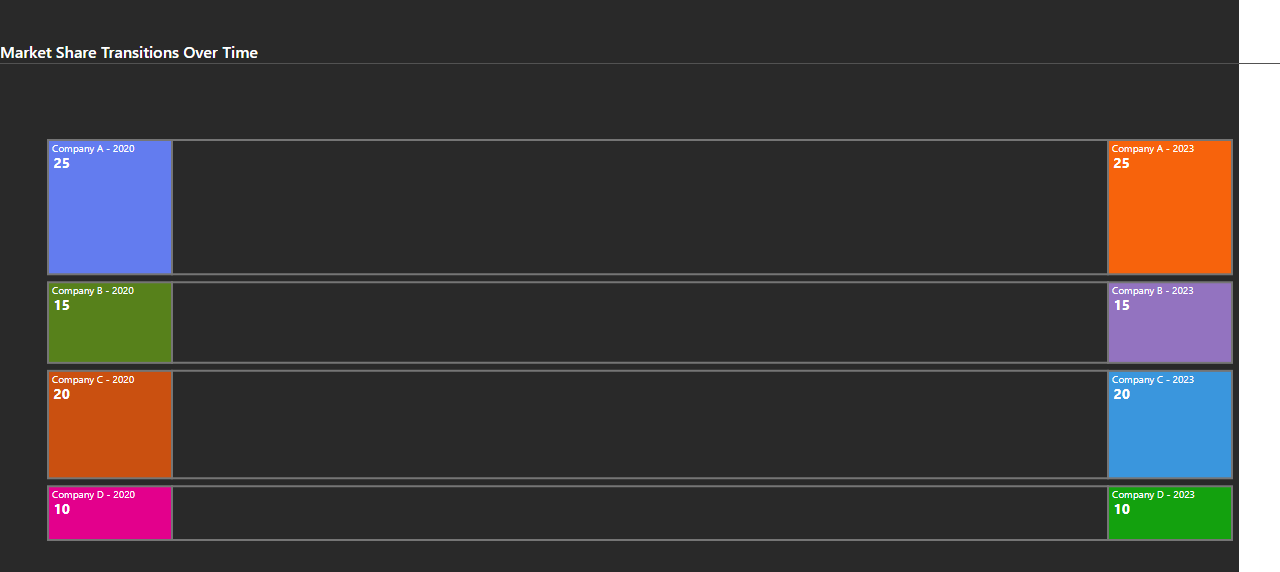 Market Share Transitions Over Time
Company A - 2020
25
Company A - 2023
25
Company B - 2020
15
Company B - 2023
15
Company C - 2020
20
Company C - 2023
20
Company D - 2020
10
Company D - 2023
10